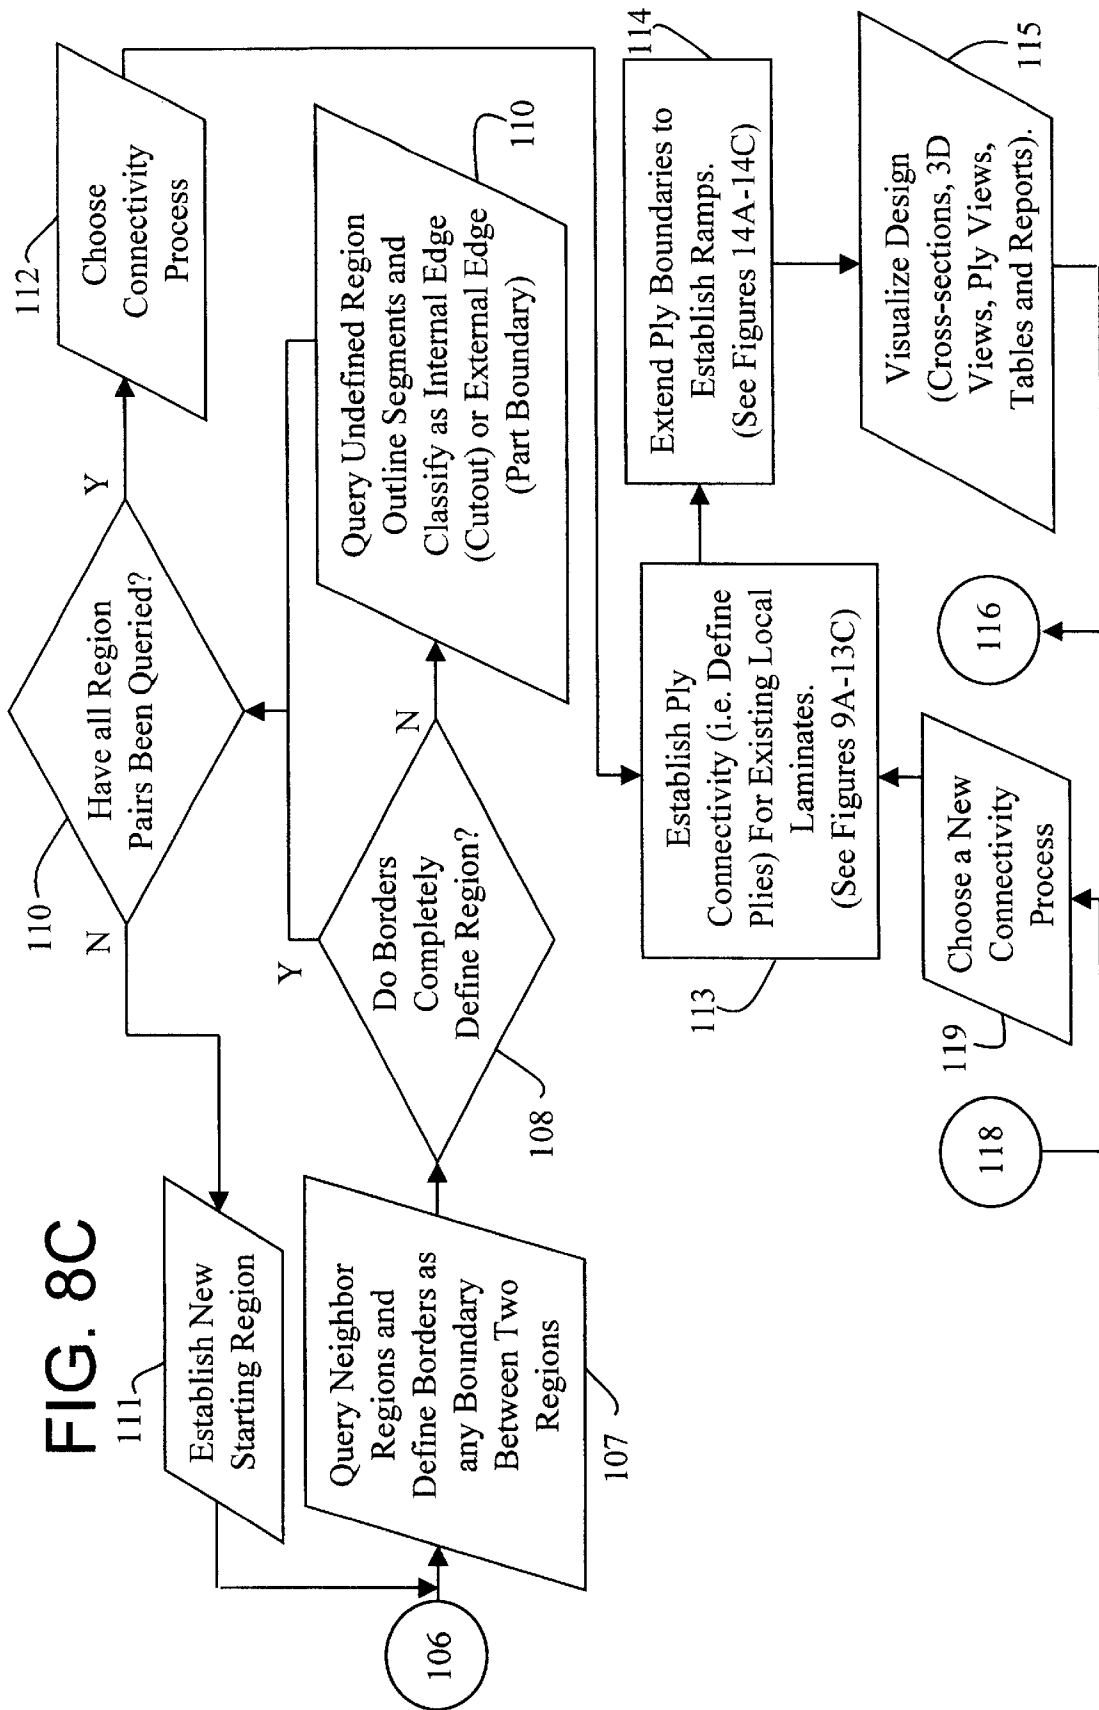 FIG. 8C
106
111
Establish New
Starting Region
107
Query Neighbor
Regions and
Define Borders as
any Boundary
Between Two
Regions
108
Do Borders
Completely
Define Region?
Y
N
110
Query Undefined Region
Outline Segments and
Classify as Internal Edge
(Cutout) or External Edge
(Part Boundary)
110
Have all Region
Pairs Been Queried?
N
Y
112
Choose
Connectivity
Process
113
Establish Ply
Connectivity (i.e. Define
Plies) For Existing Local
Laminates.
(See Figures 9A-13C)
114
Extend Ply Boundaries to
Establish Ramps.
(See Figures 14A-14C)
115
Visualize Design
(Cross-sections, 3D
Views, Ply Views,
Tables and Reports).
116
118
119
Choose a New
Connectivity
Process